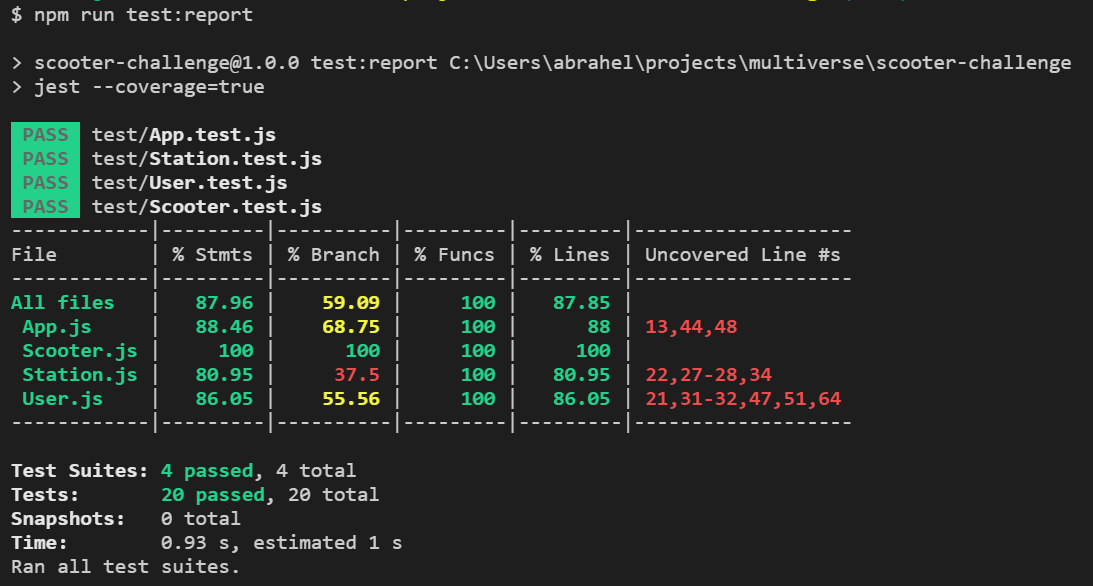 $ npm run test:report
> scooter-challenge@1.0.0 test:report C:\Users\abrahel\projects\multiverse\scooter-challenge
> jest --coverage=true
PASS test/App.test.js
PASS test/Station.test.js
PASS test/User.test.js
PASS test/Scooter.test.js
------------|---------|----------|---------|---------|-------------------
File        | % Stmts | % Branch | % Funcs | % Lines | Uncovered Line #s
------------|---------|----------|---------|---------|-------------------
All files   |   87.96 |    59.09 |     100 |   87.85 |
 App.js     |   88.46 |    68.75 |     100 |      88 | 13,44,48
 Scooter.js |     100 |      100 |     100 |     100 |
 Station.js |   80.95 |     37.5 |     100 |   80.95 | 22,27-28,34
 User.js    |   86.05 |    55.56 |     100 |   86.05 | 21,31-32,47,51,64
------------|---------|----------|---------|---------|-------------------
Test Suites: 4 passed, 4 total
Tests:       20 passed, 20 total
Snapshots:   0 total
Time:        0.93 s, estimated 1 s
Ran all test suites.